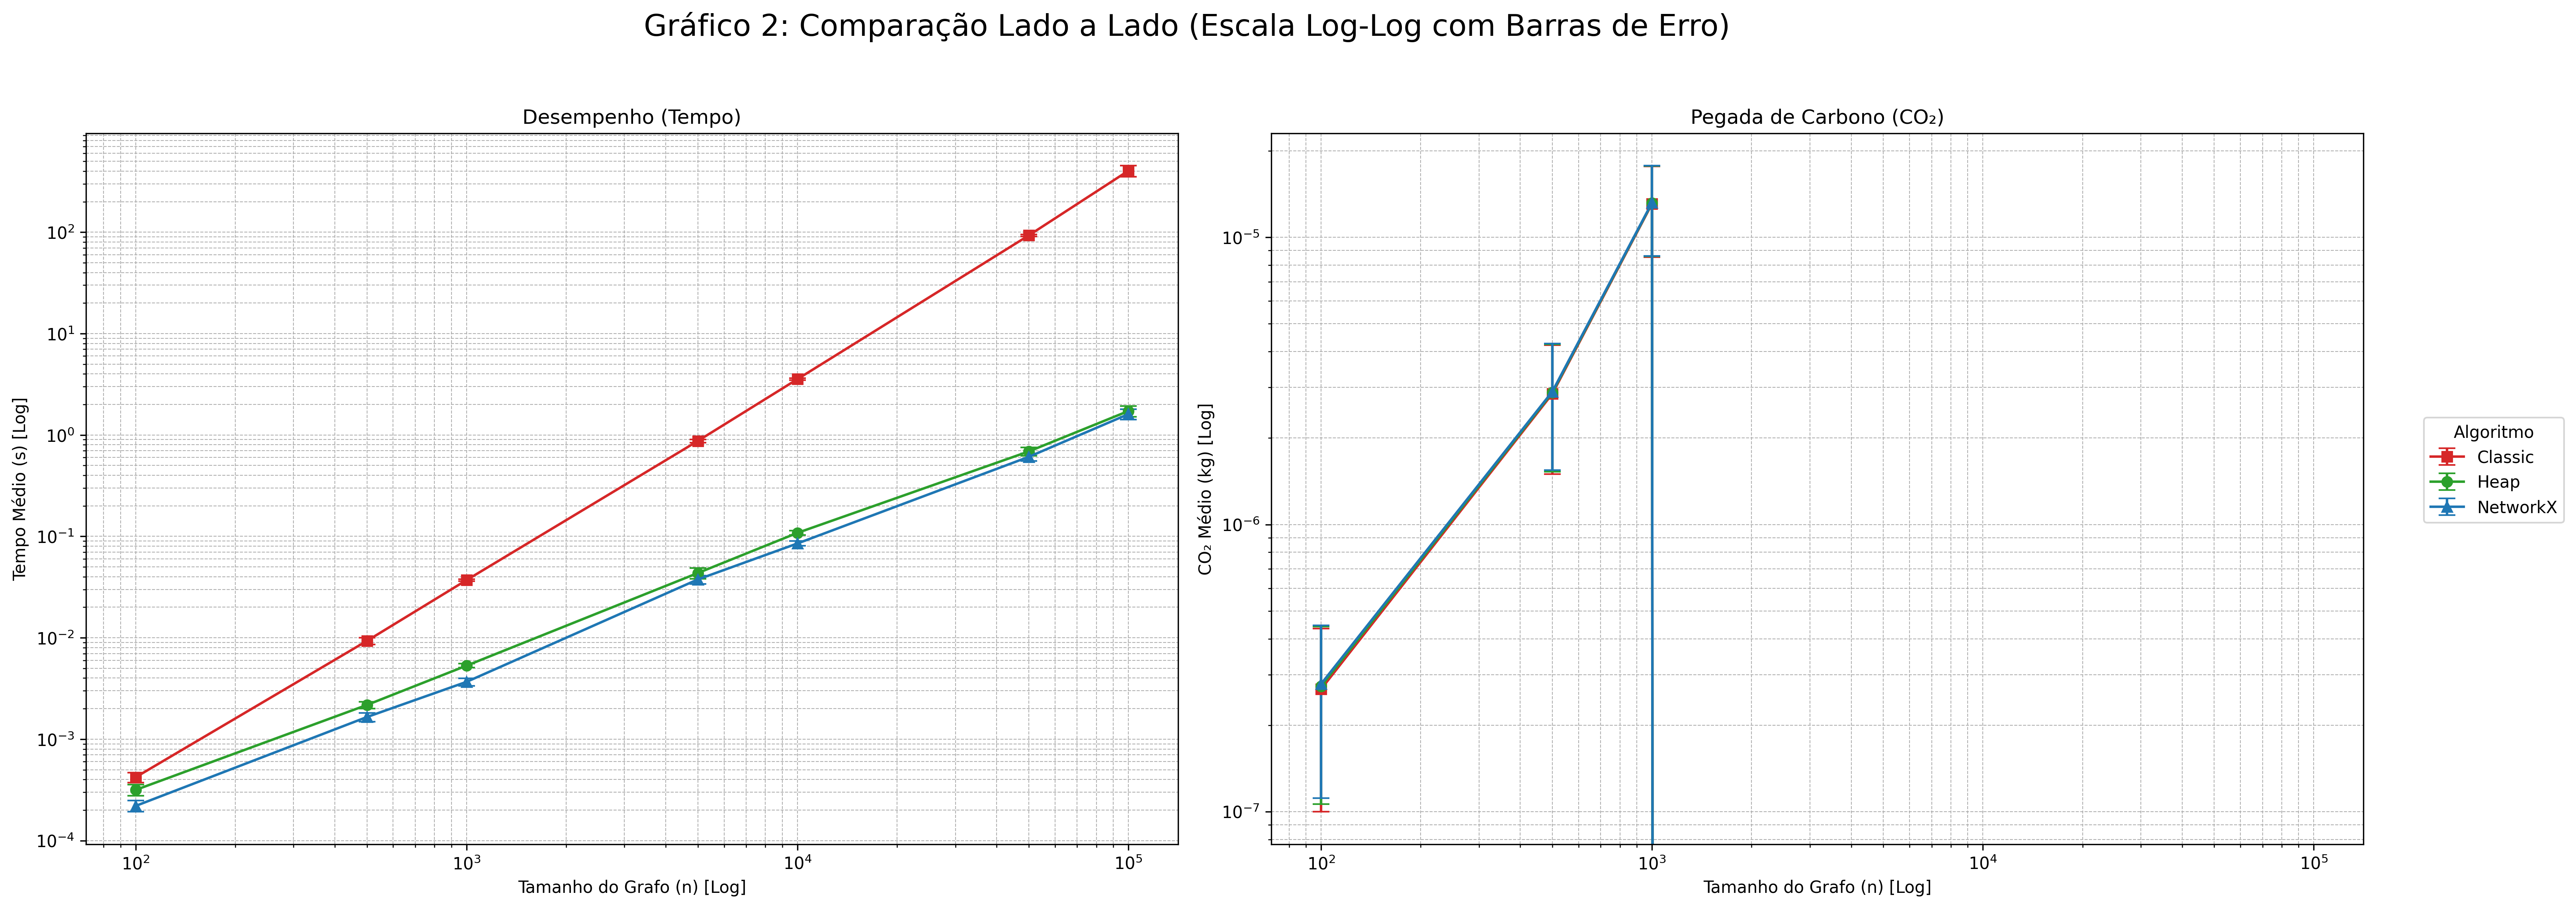 Gráfico 2: Comparação Lado a Lado (Escala Log-Log com Barras de Erro)
Desempenho (Tempo)
Tempo Médio (s) [Log]
10²
10¹
10⁰
10⁻¹
10⁻²
10⁻³
10⁻⁴
10² 10³ 10⁴ 10⁵
Tamanho do Grafo (n) [Log]
Pegada de Carbono (CO₂)
CO₂ Médio (kg) [Log]
10⁻⁵
10⁻⁶
10⁻⁷
10² 10³ 10⁴ 10⁵
Tamanho do Grafo (n) [Log]
Algoritmo
Classic
Heap
NetworkX